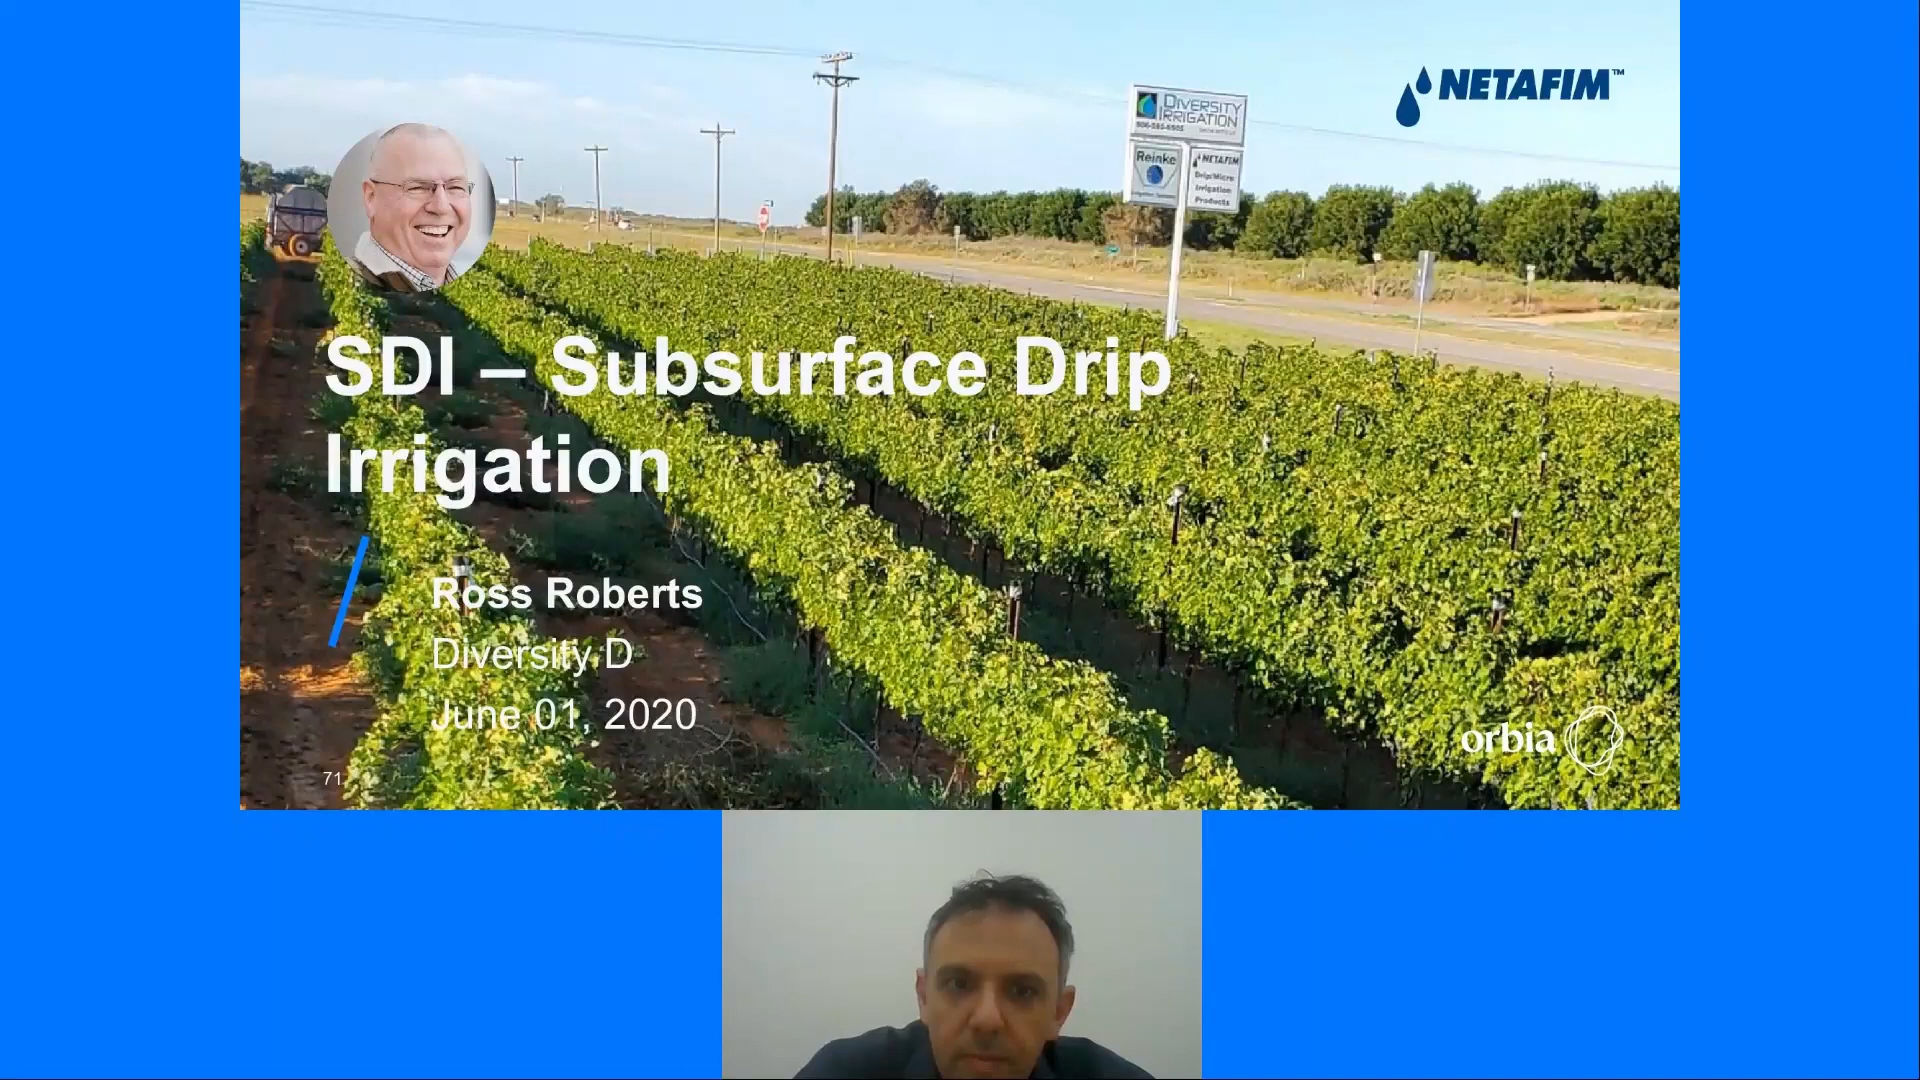 NETAFIM™
DIVERSITY
IRRIGATION
Reinke
NETAFIM
Drip/Micro
Irrigation
Products
SDI – Subsurface Drip
Irrigation
Ross Roberts
Diversity D
June 01, 2020
orbia
71